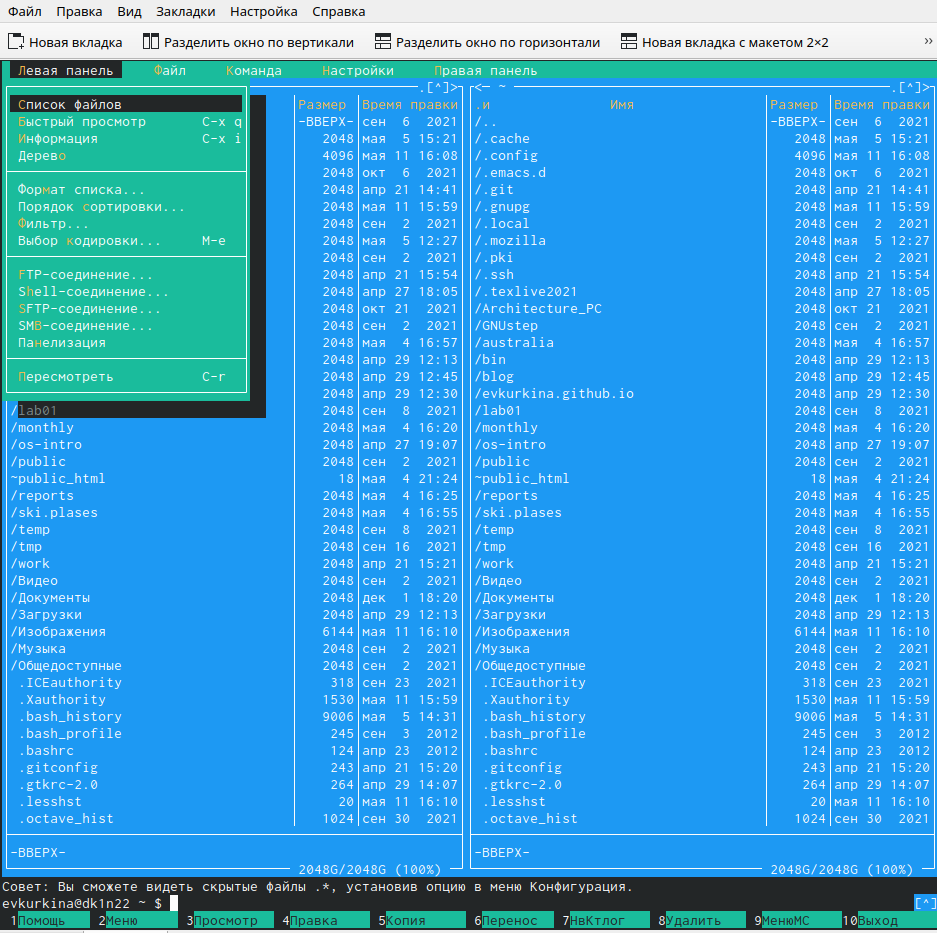 Файл Правка Вид Закладки Настройка Справка
Новая вкладка Разделить окно по вертикали Разделить окно по горизонтали Новая вкладка с макетом 2×2 »
Левая панель Файл Команда Настройки Правая панель
.[^]> <─ ~ .[^]>
Список файлов Размер Время правки .и Имя Размер Время правки
Быстрый просмотр C-x q -ВВЕРХ- сен 6 2021 /.. -ВВЕРХ- сен 6 2021
Информация C-x i 2048 мая 5 15:21 /.cache 2048 мая 5 15:21
Дерево 4096 мая 11 16:08 /.config 4096 мая 11 16:08
2048 окт 6 2021 /.emacs.d 2048 окт 6 2021
Формат списка... 2048 апр 21 14:41 /.git 2048 апр 21 14:41
Порядок сортировки... 2048 мая 11 15:59 /.gnupg 2048 мая 11 15:59
Фильтр... 2048 сен 2 2021 /.local 2048 сен 2 2021
Выбор кодировки... M-e 2048 мая 5 12:27 /.mozilla 2048 мая 5 12:27
2048 сен 2 2021 /.pki 2048 сен 2 2021
FTP-соединение... 2048 апр 21 15:54 /.ssh 2048 апр 21 15:54
Shell-соединение... 2048 апр 27 18:05 /.texlive2021 2048 апр 27 18:05
SFTP-соединение... 2048 окт 21 2021 /Architecture_PC 2048 окт 21 2021
SMB-соединение... 2048 сен 2 2021 /GNUstep 2048 сен 2 2021
Панелизация 2048 мая 4 16:57 /australia 2048 мая 4 16:57
2048 апр 29 12:13 /bin 2048 апр 29 12:13
Пересмотреть C-r 2048 апр 29 12:45 /blog 2048 апр 29 12:45
2048 апр 29 12:30 /evkurkina.github.io 2048 апр 29 12:30
/lab01 2048 сен 8 2021 /lab01 2048 сен 8 2021
/monthly 2048 мая 4 16:20 /monthly 2048 мая 4 16:20
/os-intro 2048 апр 27 19:07 /os-intro 2048 апр 27 19:07
/public 2048 сен 2 2021 /public 2048 сен 2 2021
~public_html 18 мая 4 21:24 ~public_html 18 мая 4 21:24
/reports 2048 мая 4 16:25 /reports 2048 мая 4 16:25
/ski.plases 2048 мая 4 16:55 /ski.plases 2048 мая 4 16:55
/temp 2048 сен 8 2021 /temp 2048 сен 8 2021
/tmp 2048 сен 16 2021 /tmp 2048 сен 16 2021
/work 2048 апр 21 15:21 /work 2048 апр 21 15:21
/Видео 2048 сен 2 2021 /Видео 2048 сен 2 2021
/Документы 2048 дек 1 18:20 /Документы 2048 дек 1 18:20
/Загрузки 2048 апр 29 12:13 /Загрузки 2048 апр 29 12:13
/Изображения 6144 мая 11 16:10 /Изображения 6144 мая 11 16:10
/Музыка 2048 сен 2 2021 /Музыка 2048 сен 2 2021
/Общедоступные 2048 сен 2 2021 /Общедоступные 2048 сен 2 2021
.ICEauthority 318 сен 23 2021 .ICEauthority 318 сен 23 2021
.Xauthority 1530 мая 11 15:59 .Xauthority 1530 мая 11 15:59
.bash_history 9006 мая 5 14:31 .bash_history 9006 мая 5 14:31
.bash_profile 245 сен 3 2012 .bash_profile 245 сен 3 2012
.bashrc 124 апр 23 2012 .bashrc 124 апр 23 2012
.gitconfig 243 апр 21 15:20 .gitconfig 243 апр 21 15:20
.gtkrc-2.0 264 апр 29 14:07 .gtkrc-2.0 264 апр 29 14:07
.lesshst 20 мая 11 16:10 .lesshst 20 мая 11 16:10
.octave_hist 1024 сен 30 2021 .octave_hist 1024 сен 30 2021
-ВВЕРХ- -ВВЕРХ-
2048G/2048G (100%) 2048G/2048G (100%)
Совет: Вы сможете видеть скрытые файлы .*, установив опцию в меню Конфигурация.
evkurkina@dk1n22 ~ $ [^]
1Помощь 2Меню 3Просмотр 4Правка 5Копия 6Перенос 7НвКтлог 8Удалить 9МенюMC 10Выход